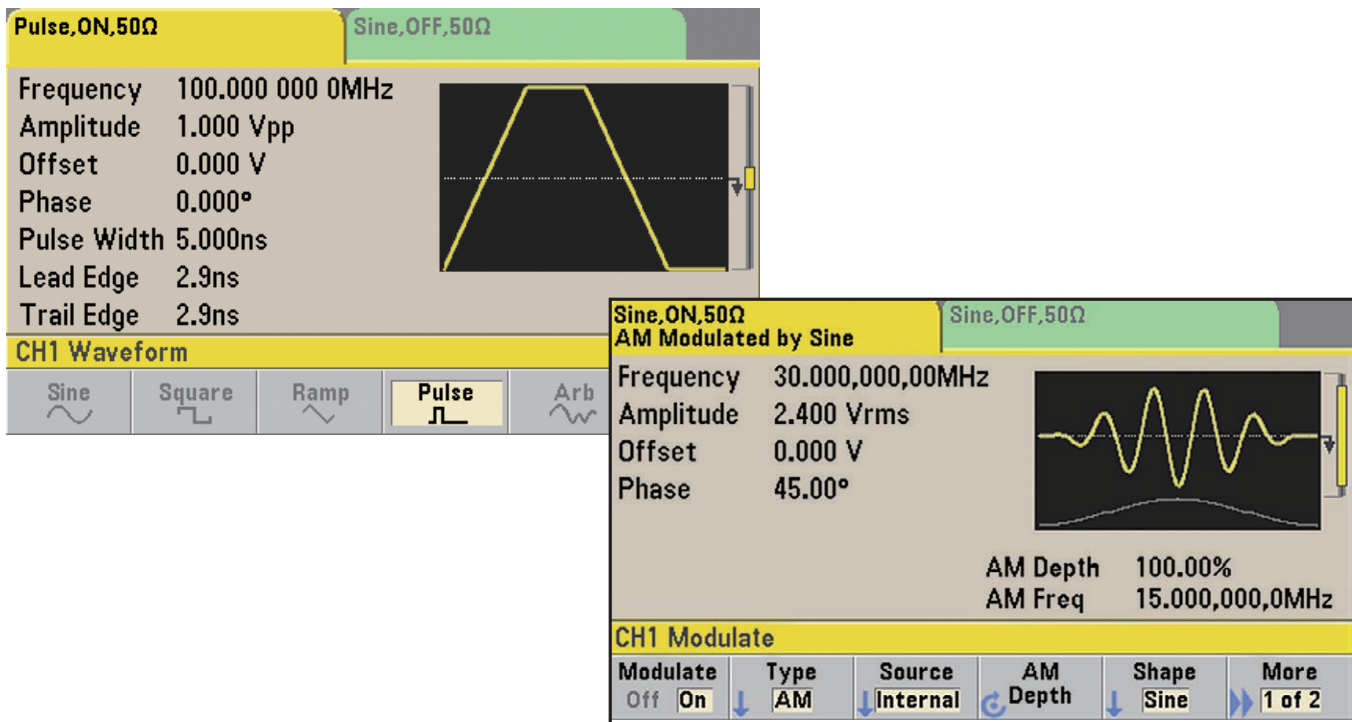 Pulse,ON,50Ω
Sine,OFF,50Ω
Frequency 100.000 000 0MHz
Amplitude 1.000 Vpp
Offset 0.000 V
Phase 0.000°
Pulse Width 5.000ns
Lead Edge 2.9ns
Trail Edge 2.9ns
CH1 Waveform
Sine Square Ramp Pulse Arb
Sine,ON,50Ω
AM Modulated by Sine
Sine,OFF,50Ω
Frequency 30.000,000,00MHz
Amplitude 2.400 Vrms
Offset 0.000 V
Phase 45.00°
AM Depth 100.00%
AM Freq 15.000,000,0MHz
CH1 Modulate
Modulate Type Source AM Shape More
Off On AM Internal Depth Sine 1 of 2